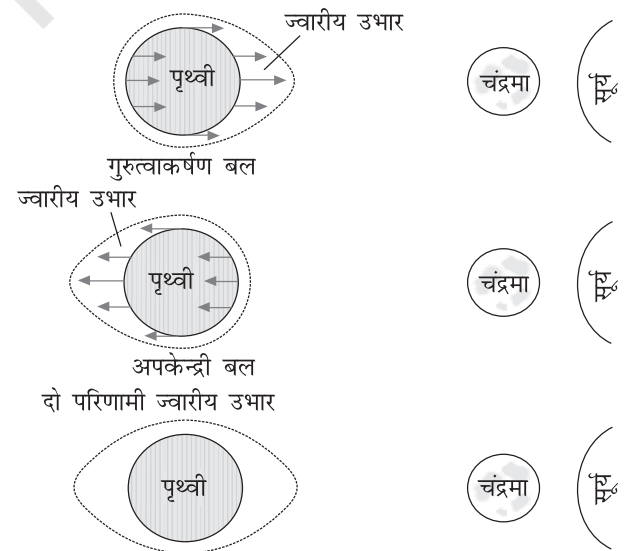 ज्वारीय उभार
पृथ्वी
चंद्रमा
सूर्य
गुरुत्वाकर्षण बल
ज्वारीय उभार
पृथ्वी
चंद्रमा
सूर्य
अपकेन्द्री बल
दो परिणामी ज्वारीय उभार
पृथ्वी
चंद्रमा
सूर्य